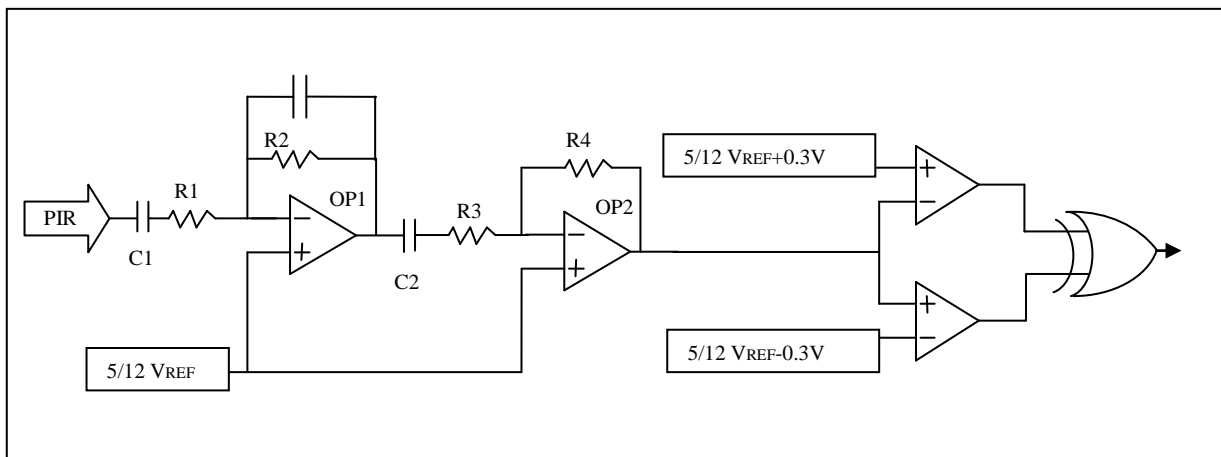 R2
R4
5/12 VREF+0.3V
R1
OP1
R3
OP2
PIR
C1
C2
5/12 VREF-0.3V
5/12 VREF